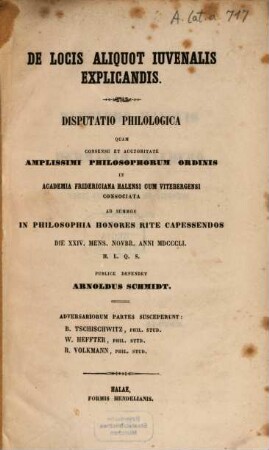 A. lat. a 717
DE LOCIS ALIQUOT IUVENALIS
EXPLICANDIS.
DISPUTATIO PHILOLOGICA
QUAM
CONSENSU ET AUCTORITATE
AMPLISSIMI PHILOSOPHORUM ORDINIS
IN
ACADEMIA FRIDERICIANA HALENSI CUM VITEBERGENSI
CONSOCIATA
AD SUMMOS
IN PHILOSOPHIA HONORES RITE CAPESSENDOS
DIE XXIV. MENS. NOVBR. ANNI MDCCCLI.
H. L. Q. S.
PUBLICE DEFENDET
ARNOLDUS SCHMIDT.
ADVERSARIORUM PARTES SUSCEPERUNT:
B. TSCHISCHWITZ, PHIL. STUD.
W. HEFFTER, PHIL. STUD.
R. VOLKMANN, PHIL. STUD.
HALAE,
FORMIS HENDELIANIS.